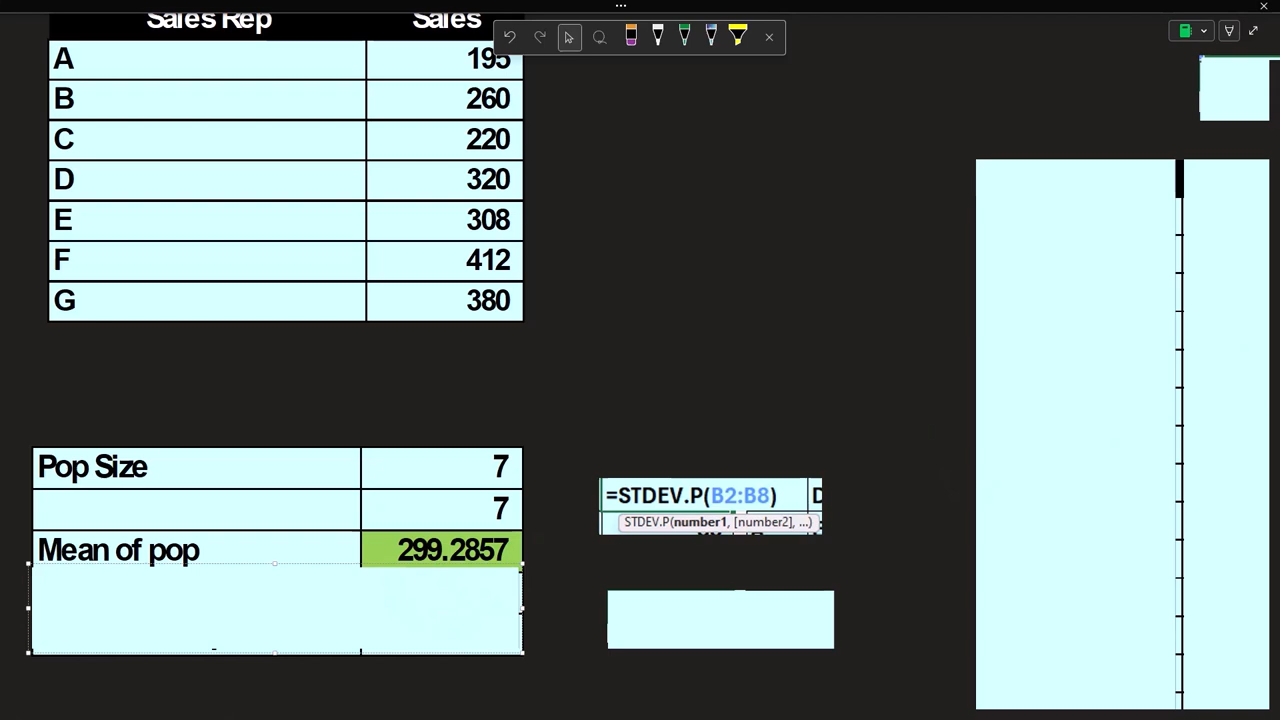 Sales Rep Sales
A 195
B 260
C 220
D 320
E 308
F 412
G 380
Pop Size 7
7
Mean of pop 299.2857
=STDEV.P(B2:B8)
STDEV.P(number1, [number2], ...)